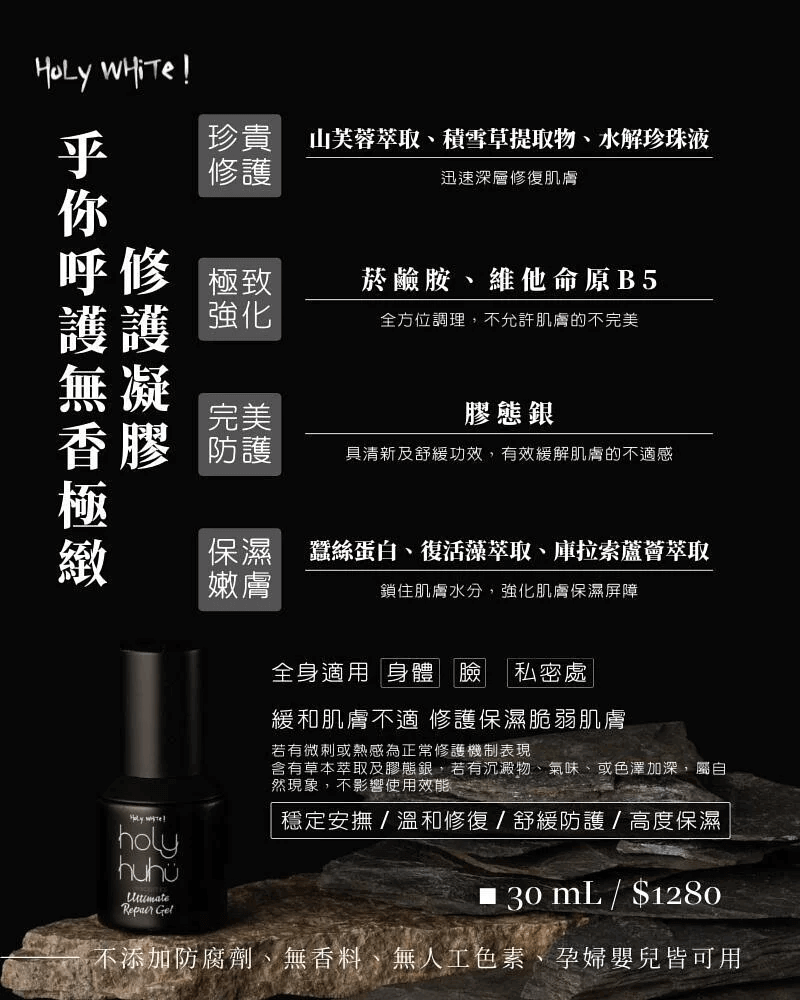 HOLY WHiTe!
乎你呼護無香極緻
修護凝膠
珍貴
修護
山芙蓉萃取、積雪草提取物、水解珍珠液
迅速深層修復肌膚
極致
強化
菸鹼胺、維他命原B5
全方位調理，不允許肌膚的不完美
完美
防護
膠態銀
具清新及舒緩功效，有效緩解肌膚的不適感
保濕
嫩膚
蠶絲蛋白、復活藻萃取、庫拉索蘆薈萃取
鎖住肌膚水分，強化肌膚保濕屏障
全身適用 身體 臉 私密處
緩和肌膚不適 修護保濕脆弱肌膚
若有微刺或熱感為正常修護機制表現
含有草本萃取及膠態銀，若有沉澱物、氣味、或色澤加深，屬自
然現象，不影響使用效能
穩定安撫 / 溫和修復 / 舒緩防護 / 高度保濕
HOLY WHiTe!
holy
huhü
Ultimate
Repair Gel
■ 30 mL / $1280
不添加防腐劑、無香料、無人工色素、孕婦嬰兒皆可用